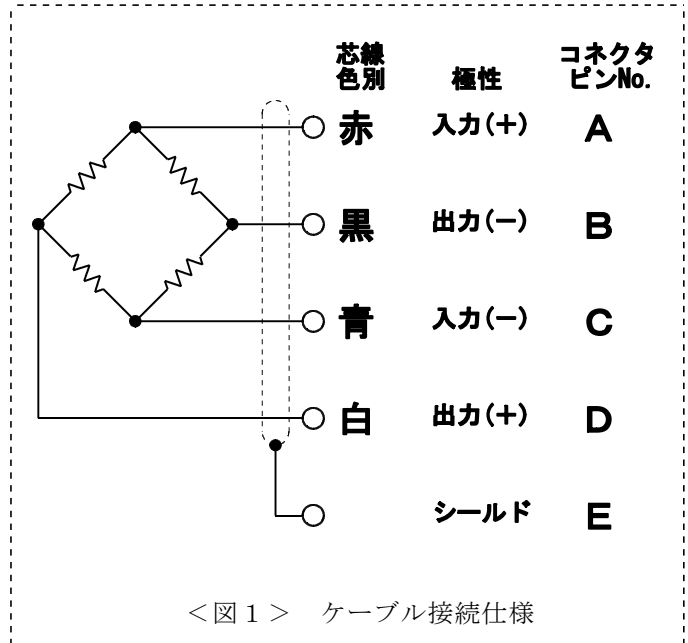 芯線色別 極性 コネクタピンNo.
赤 入力(+) A
黒 出力(−) B
青 入力(−) C
白 出力(+) D
シールド E
<図1> ケーブル接続仕様